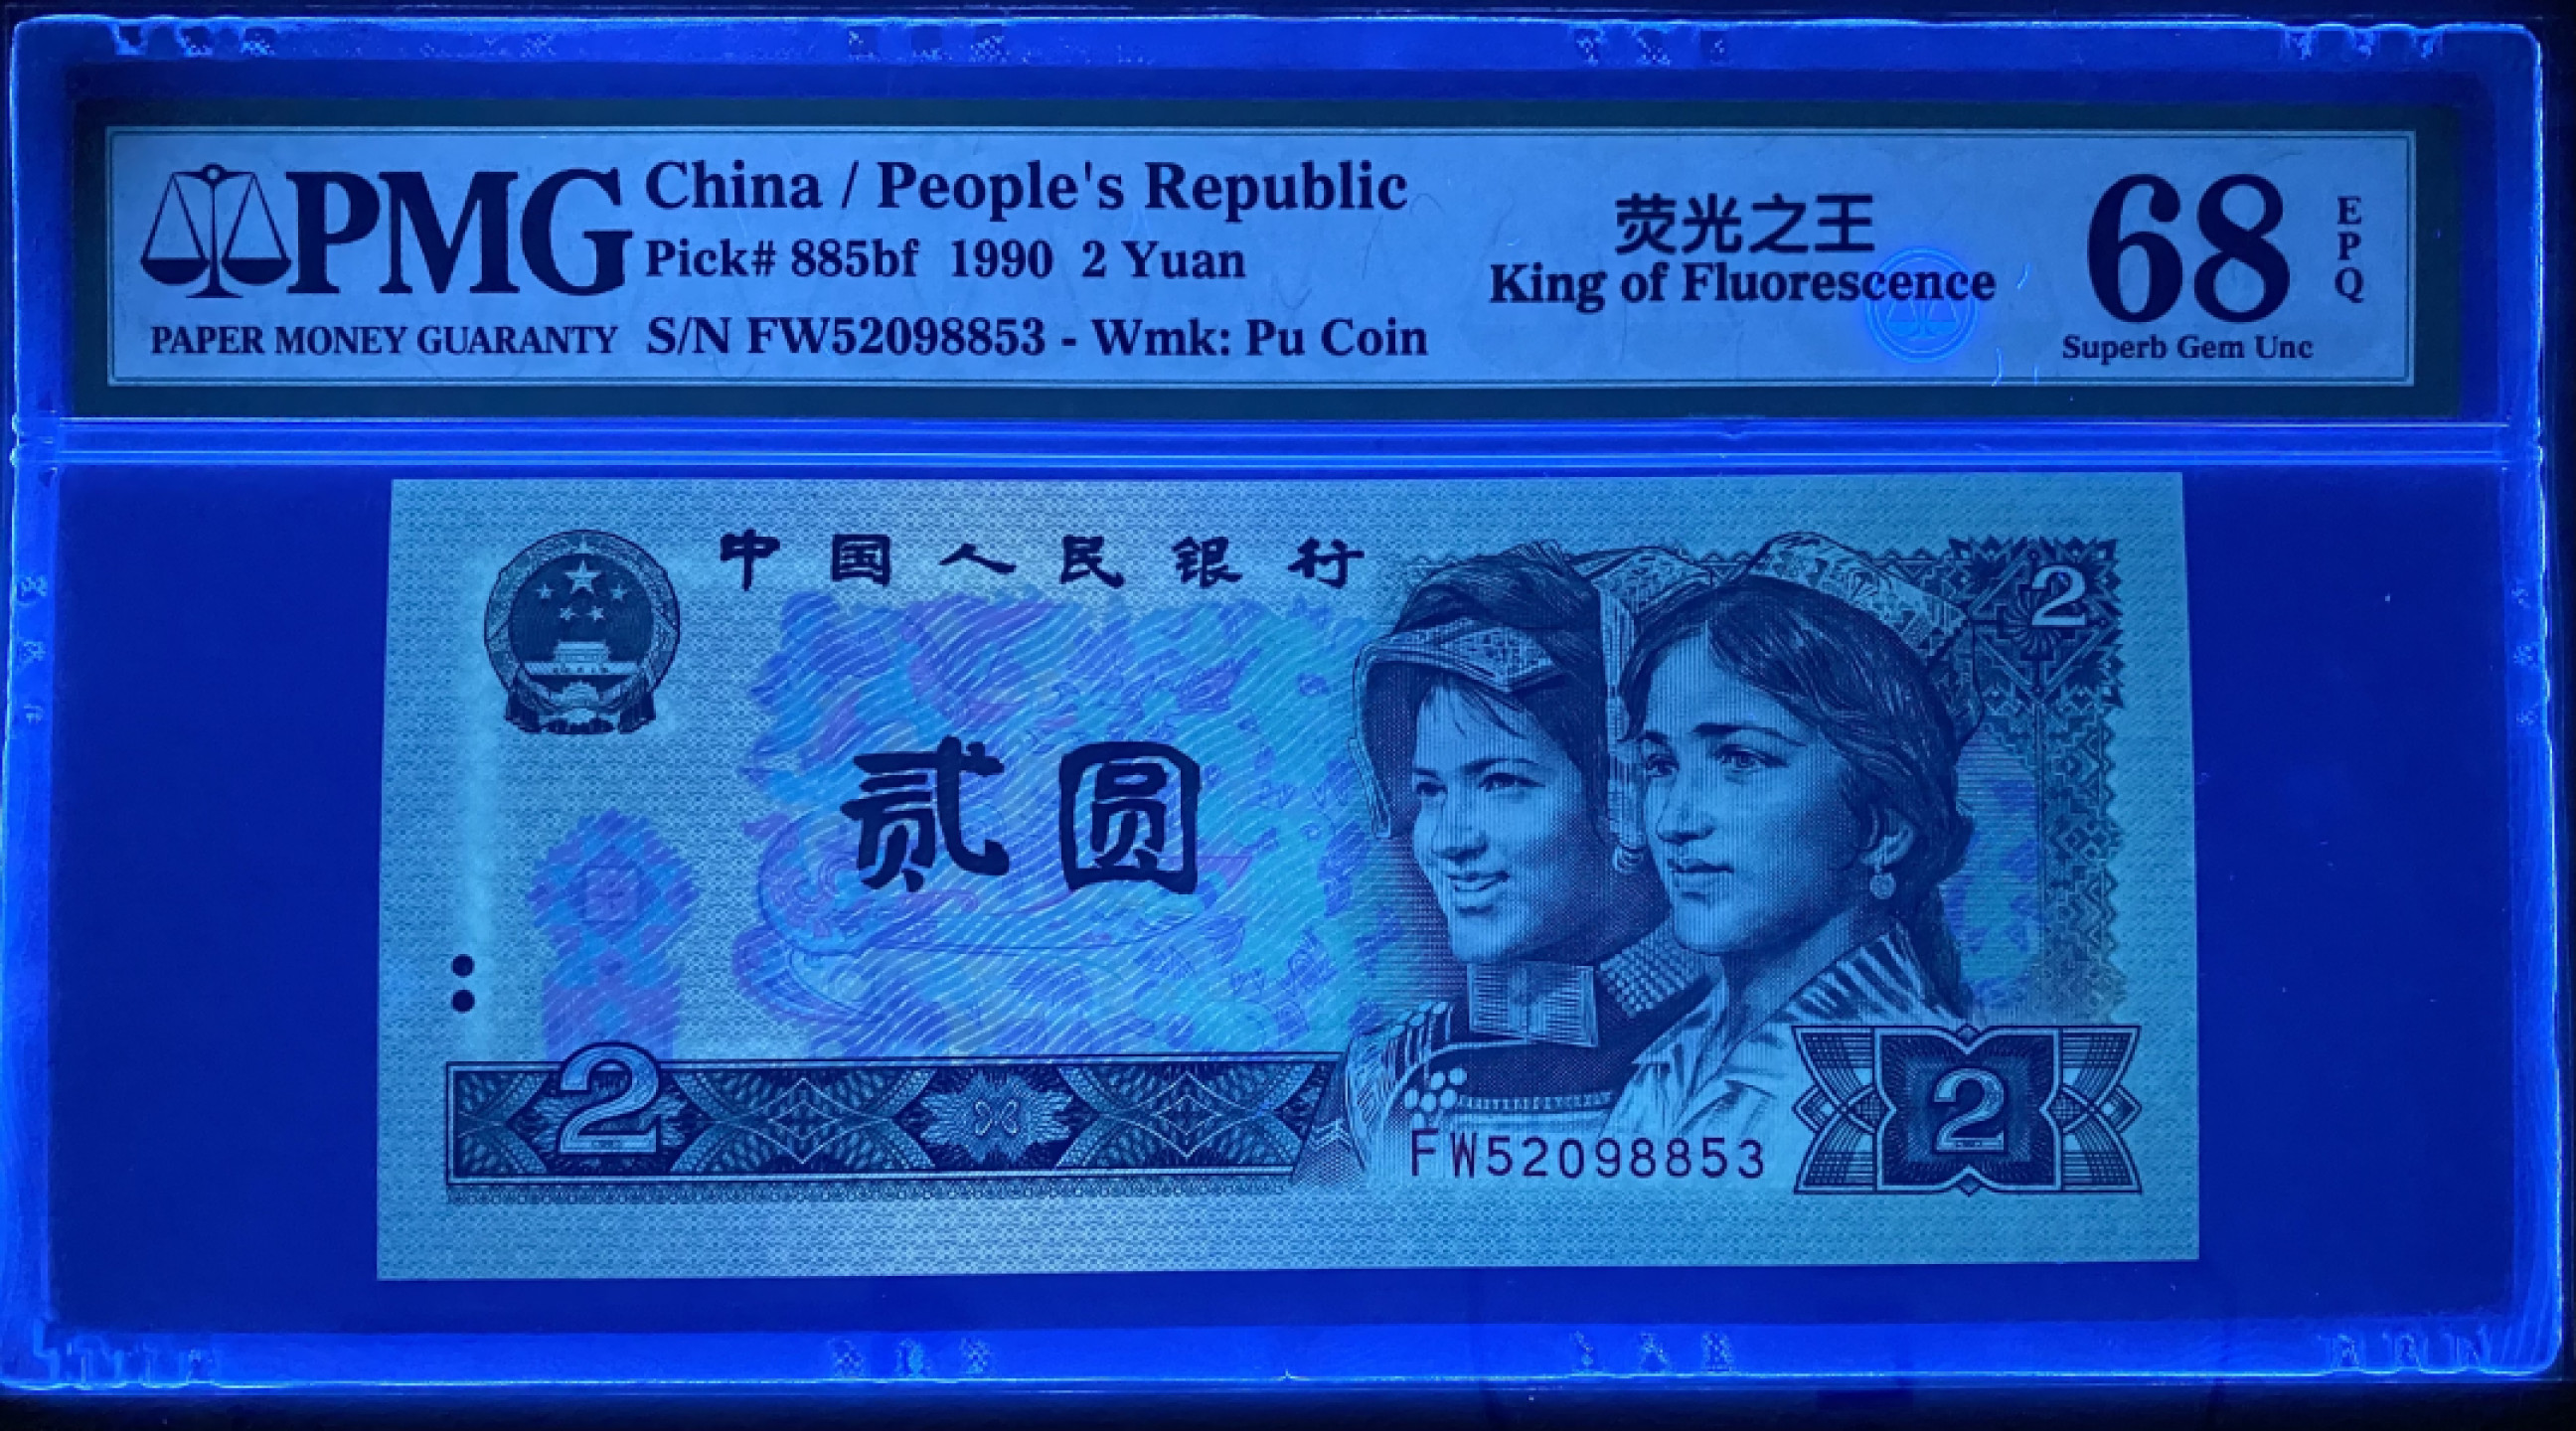 PMG
PAPER MONEY GUARANTY
China / People's Republic
Pick# 885bf 1990 2 Yuan
S/N FW52098853 - Wmk: Pu Coin
荧光之王
King of Fluorescence
68
EPQ
Superb Gem Unc
中国人民银行
2
贰圆
2
FW52098853
2